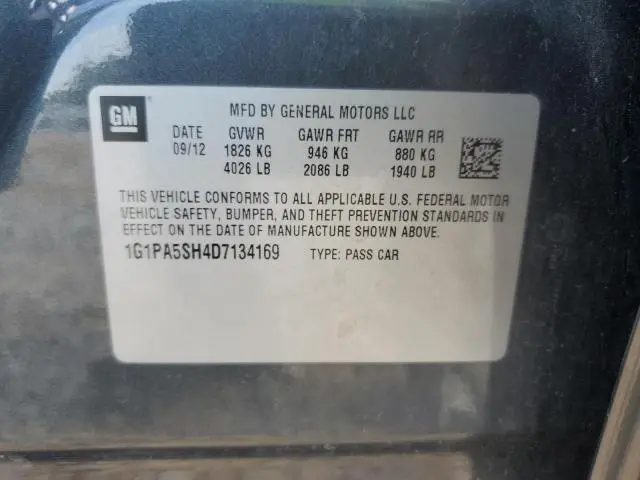 GM
MFD BY GENERAL MOTORS LLC
DATE GVWR GAWR FRT GAWR RR
09/12 1826 KG 946 KG 880 KG
4026 LB 2086 LB 1940 LB
THIS VEHICLE CONFORMS TO ALL APPLICABLE U.S. FEDERAL MOTOR
VEHICLE SAFETY, BUMPER, AND THEFT PREVENTION STANDARDS IN
EFFECT ON THE DATE OF MANUFACTURE SHOWN ABOVE.
1G1PA5SH4D7134169 TYPE: PASS CAR